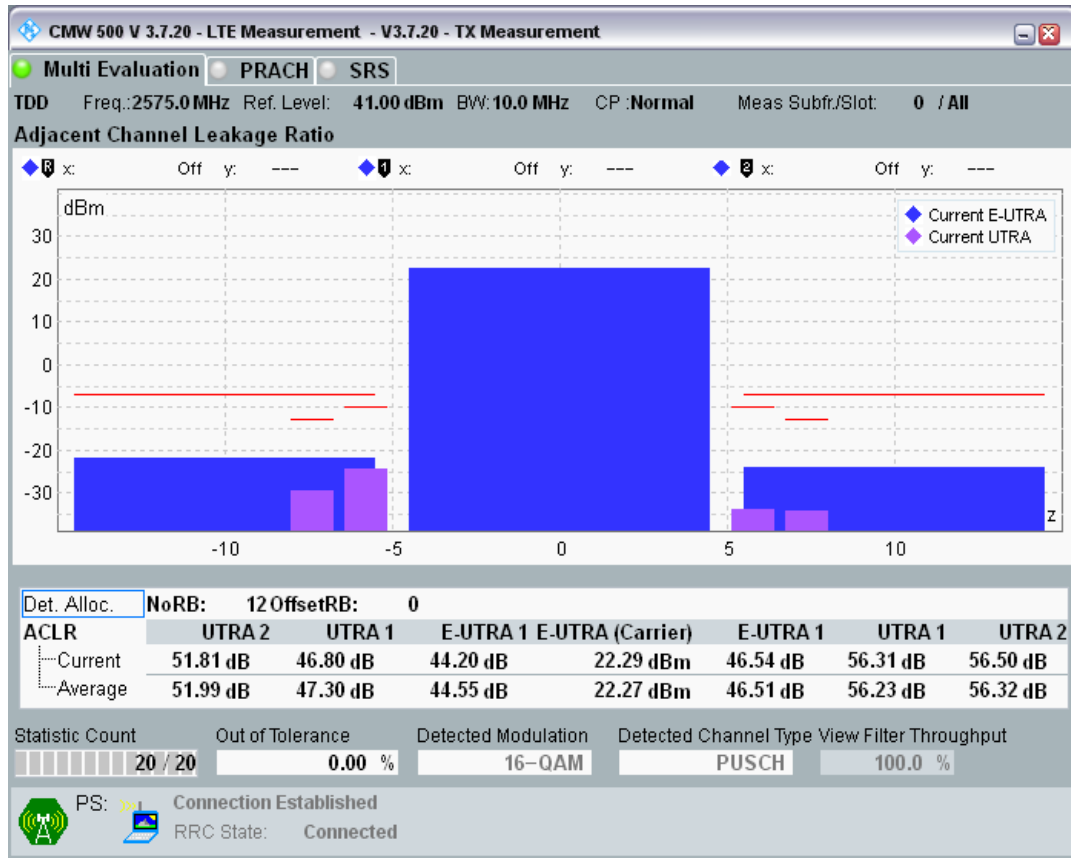 CMW 500 V 3.7.20 - LTE Measurement - V3.7.20 - TX Measurement
Multi Evaluation PRACH SRS
TDD Freq.:2575.0 MHz Ref. Level: 41.00 dBm BW:10.0 MHz CP :Normal Meas Subfr./Slot: 0 / All
Adjacent Channel Leakage Ratio
R x: Off y: --- 1 x: Off y: --- 2 x: Off y: ---
dBm
Current E-UTRA
Current UTRA
30
20
10
0
-10
-20
-30
z
-10 -5 0 5 10
Det. Alloc. NoRB: 12 OffsetRB: 0
ACLR UTRA 2 UTRA 1 E-UTRA 1 E-UTRA (Carrier) E-UTRA 1 UTRA 1 UTRA 2
Current 51.81 dB 46.80 dB 44.20 dB 22.29 dBm 46.54 dB 56.31 dB 56.50 dB
Average 51.99 dB 47.30 dB 44.55 dB 22.27 dBm 46.51 dB 56.23 dB 56.32 dB
Statistic Count Out of Tolerance Detected Modulation Detected Channel Type View Filter Throughput
20 / 20 0.00 % 16-QAM PUSCH 100.0 %
PS: Connection Established
RRC State: Connected